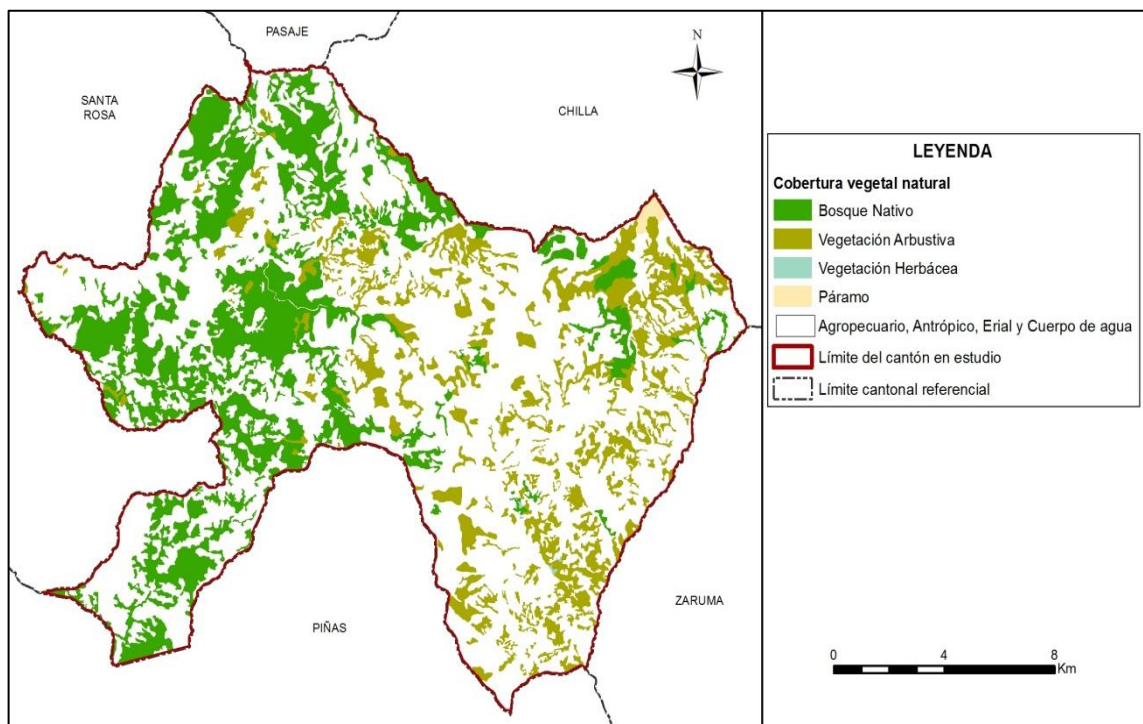 PASAJE
N
SANTA
ROSA
CHILLA
PIÑAS
ZARUMA
LEYENDA
Cobertura vegetal natural
Bosque Nativo
Vegetación Arbustiva
Vegetación Herbácea
Páramo
Agropecuario, Antrópico, Erial y Cuerpo de agua
Límite del cantón en estudio
Límite cantonal referencial
0 4 8
Km